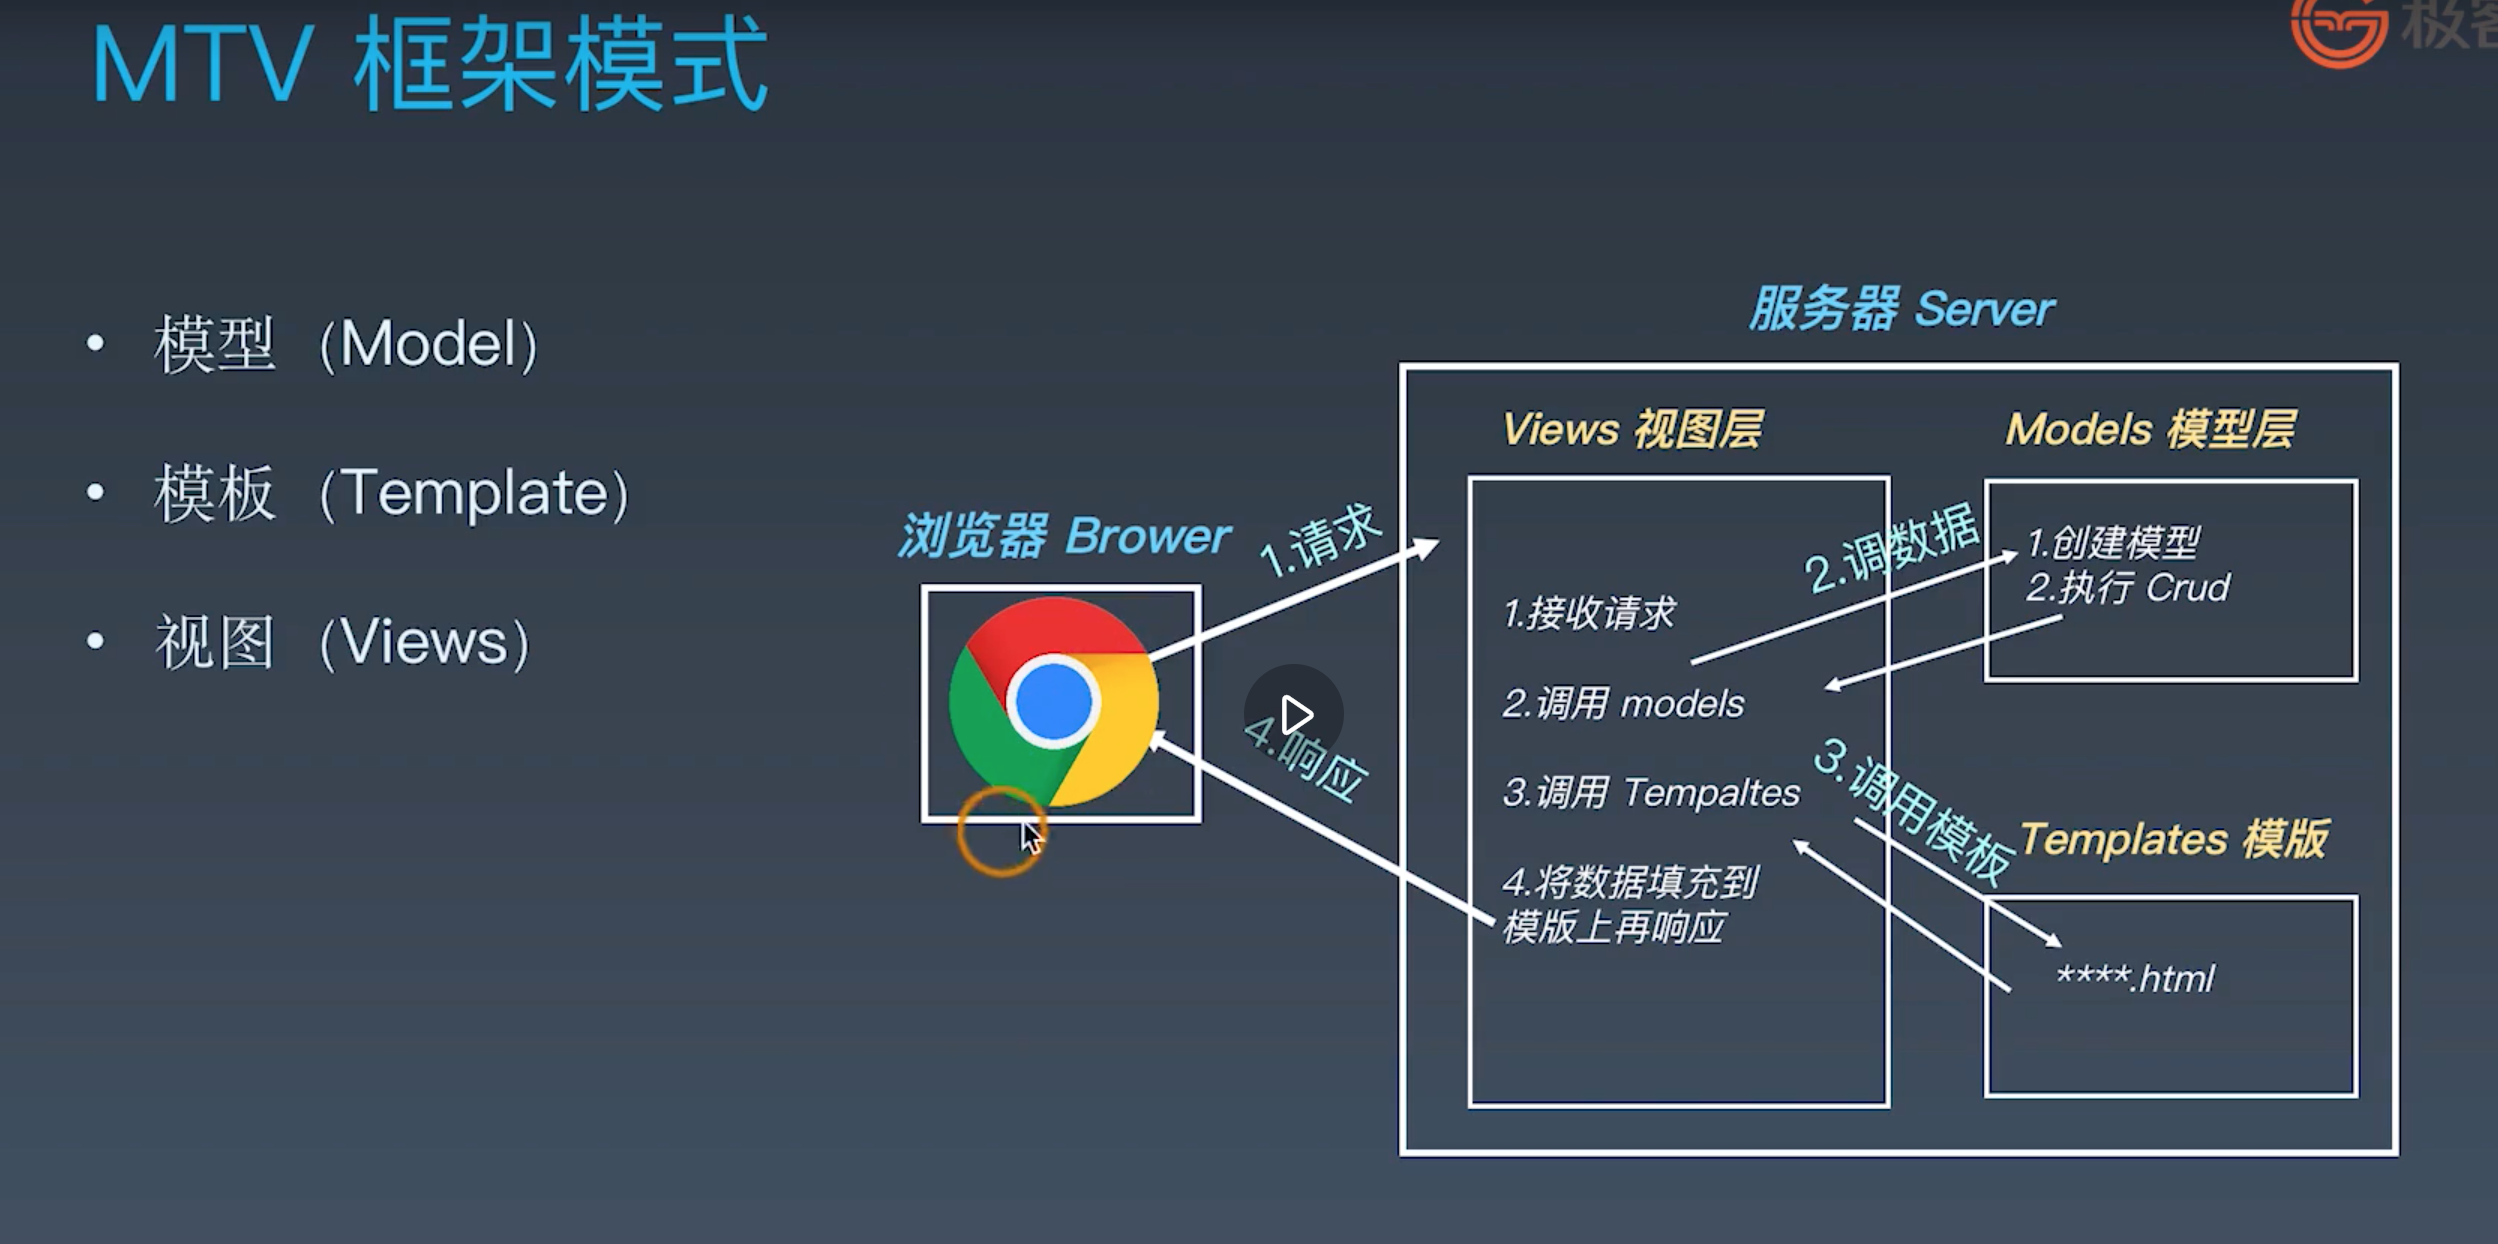 MTV 框架模式
极客
• 模型（Model）
• 模板（Template）
• 视图（Views）
浏览器 Brower
1.请求
4.响应
服务器 Server
Views 视图层
1.接收请求
2.调用 models
3.调用 Tempaltes
4.将数据填充到
模版上再响应
2.调数据
3.调用模板
Models 模型层
1.创建模型
2.执行 Crud
Templates 模版
****.html